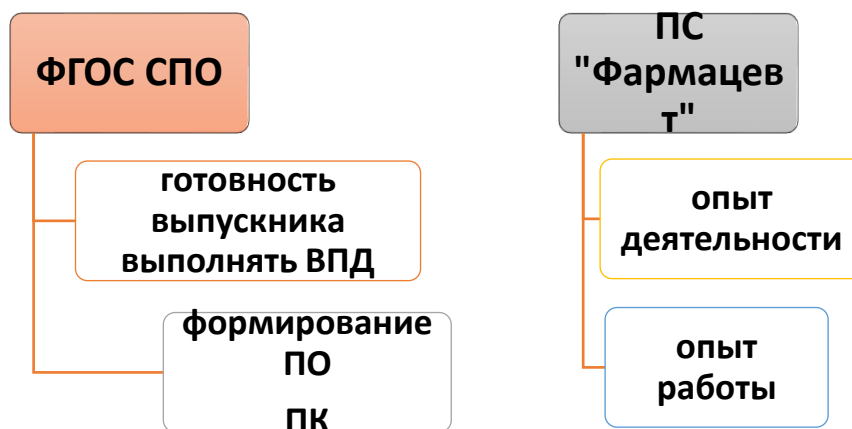 ФГОС СПО
готовность
выпускника
выполнять ВПД
формирование
ПО
ПК
ПС
"Фармацев
т"
опыт
деятельности
опыт
работы